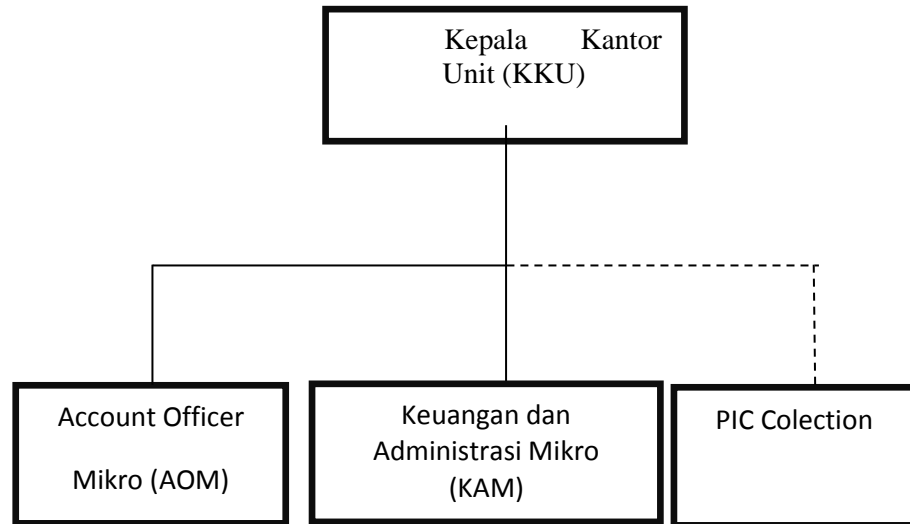 Kepala Kantor
Unit (KKU)
Account Officer
Mikro (AOM)
Keuangan dan
Administrasi Mikro
(KAM)
PIC Colection